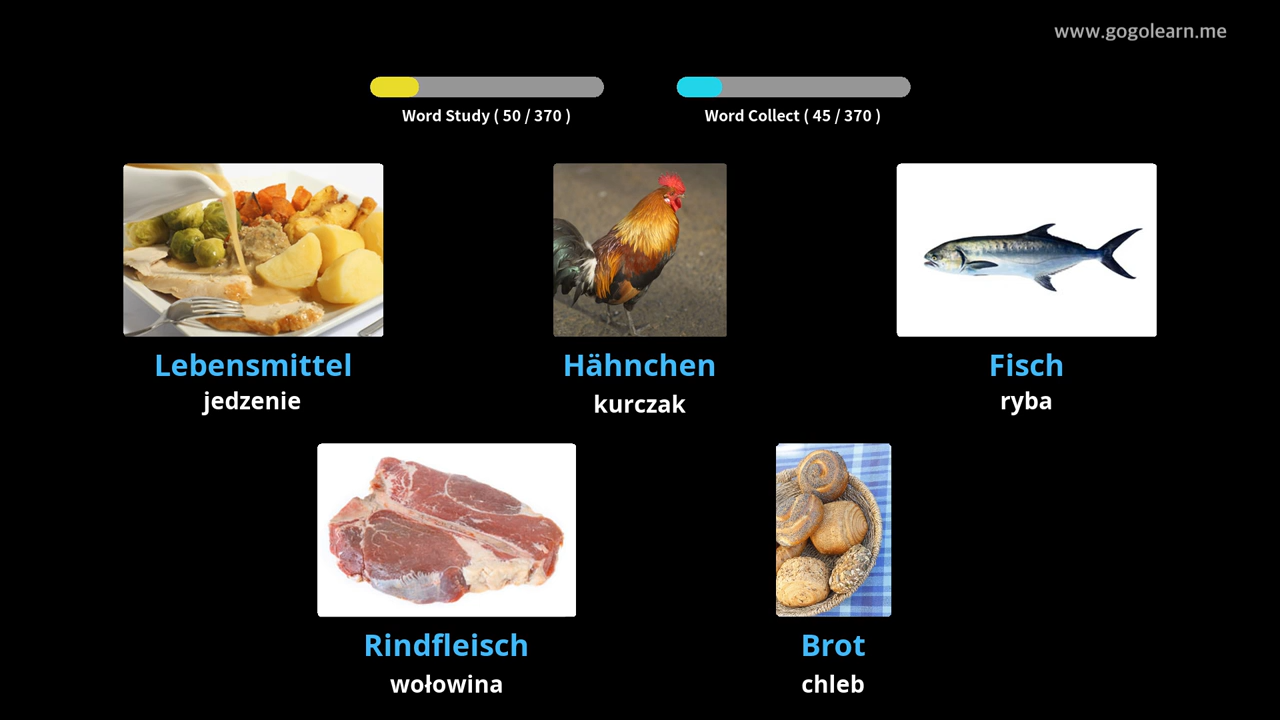 www.gogolearn.me
Word Study ( 50 / 370 )
Word Collect ( 45 / 370 )
Lebensmittel
jedzenie
Hähnchen
kurczak
Fisch
ryba
Rindfleisch
wołowina
Brot
chleb